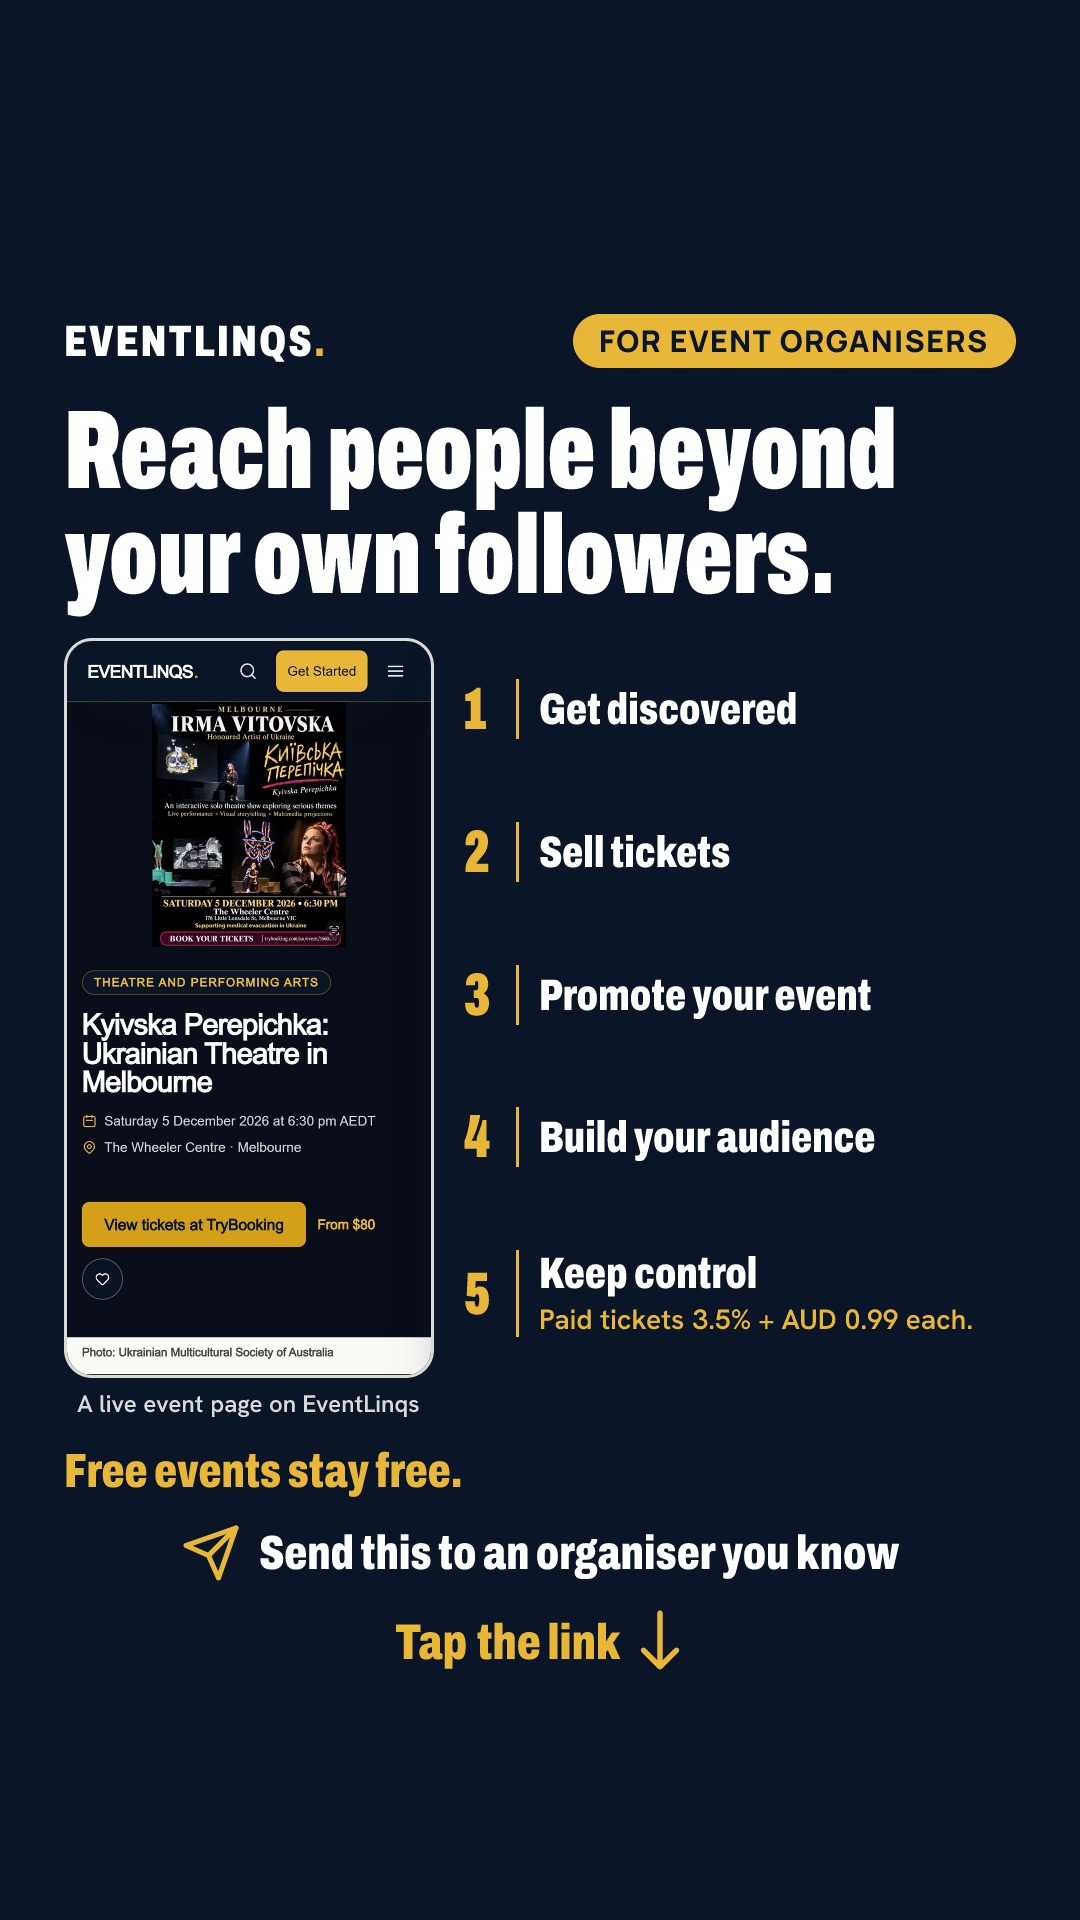 EVENTLINQS.
FOR EVENT ORGANISERS
Reach people beyond
your own followers.
EVENTLINQS.
Get Started
MELBOURNE
IRMA VITOVSKA
Honoured Artist of Ukraine
КИЇВСЬКА
ПЕРЕПІЧКА
Kyivska Perepichka
An interactive solo theatre show exploring serious themes
Live performance • Visual storytelling • Multimedia projections
SATURDAY 5 DECEMBER 2026 • 6:30 PM
The Wheeler Centre
176 Little Lonsdale St, Melbourne VIC
Supporting medical evacuation in Ukraine
BOOK YOUR TICKETS
THEATRE AND PERFORMING ARTS
Kyivska Perepichka:
Ukrainian Theatre in
Melbourne
Saturday 5 December 2026 at 6:30 pm AEDT
The Wheeler Centre · Melbourne
View tickets at TryBooking
From $80
Photo: Ukrainian Multicultural Society of Australia
A live event page on EventLinqs
1 Get discovered
2 Sell tickets
3 Promote your event
4 Build your audience
5 Keep control
Paid tickets 3.5% + AUD 0.99 each.
Free events stay free.
Send this to an organiser you know
Tap the link